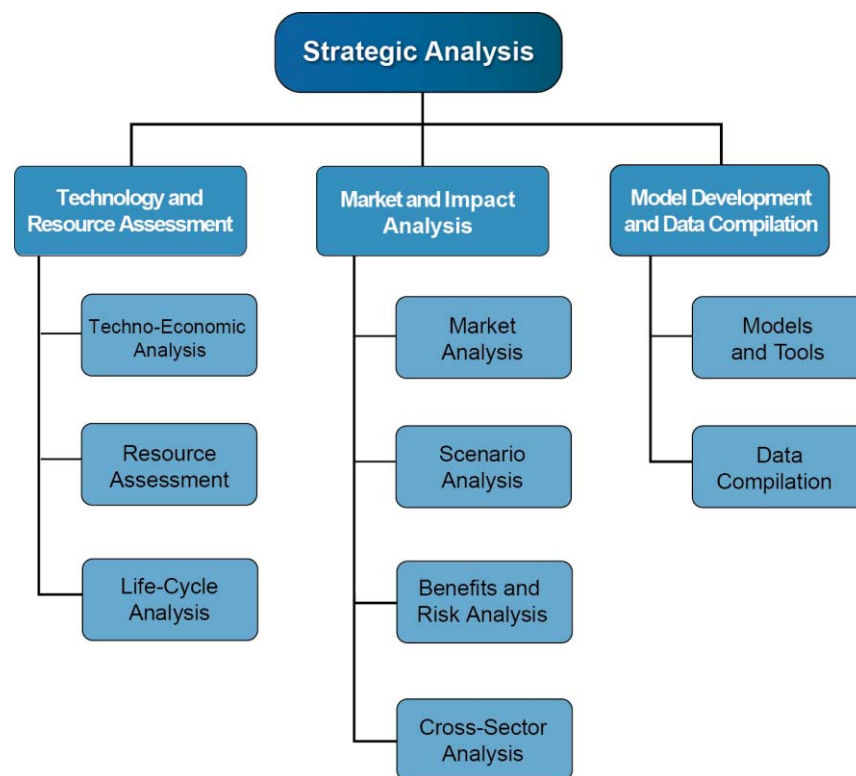 Strategic Analysis
Technology and
Resource Assessment
Techno-Economic
Analysis
Resource
Assessment
Life-Cycle
Analysis
Market and Impact
Analysis
Market
Analysis
Scenario
Analysis
Benefits and
Risk Analysis
Cross-Sector
Analysis
Model Development
and Data Compilation
Models
and Tools
Data
Compilation